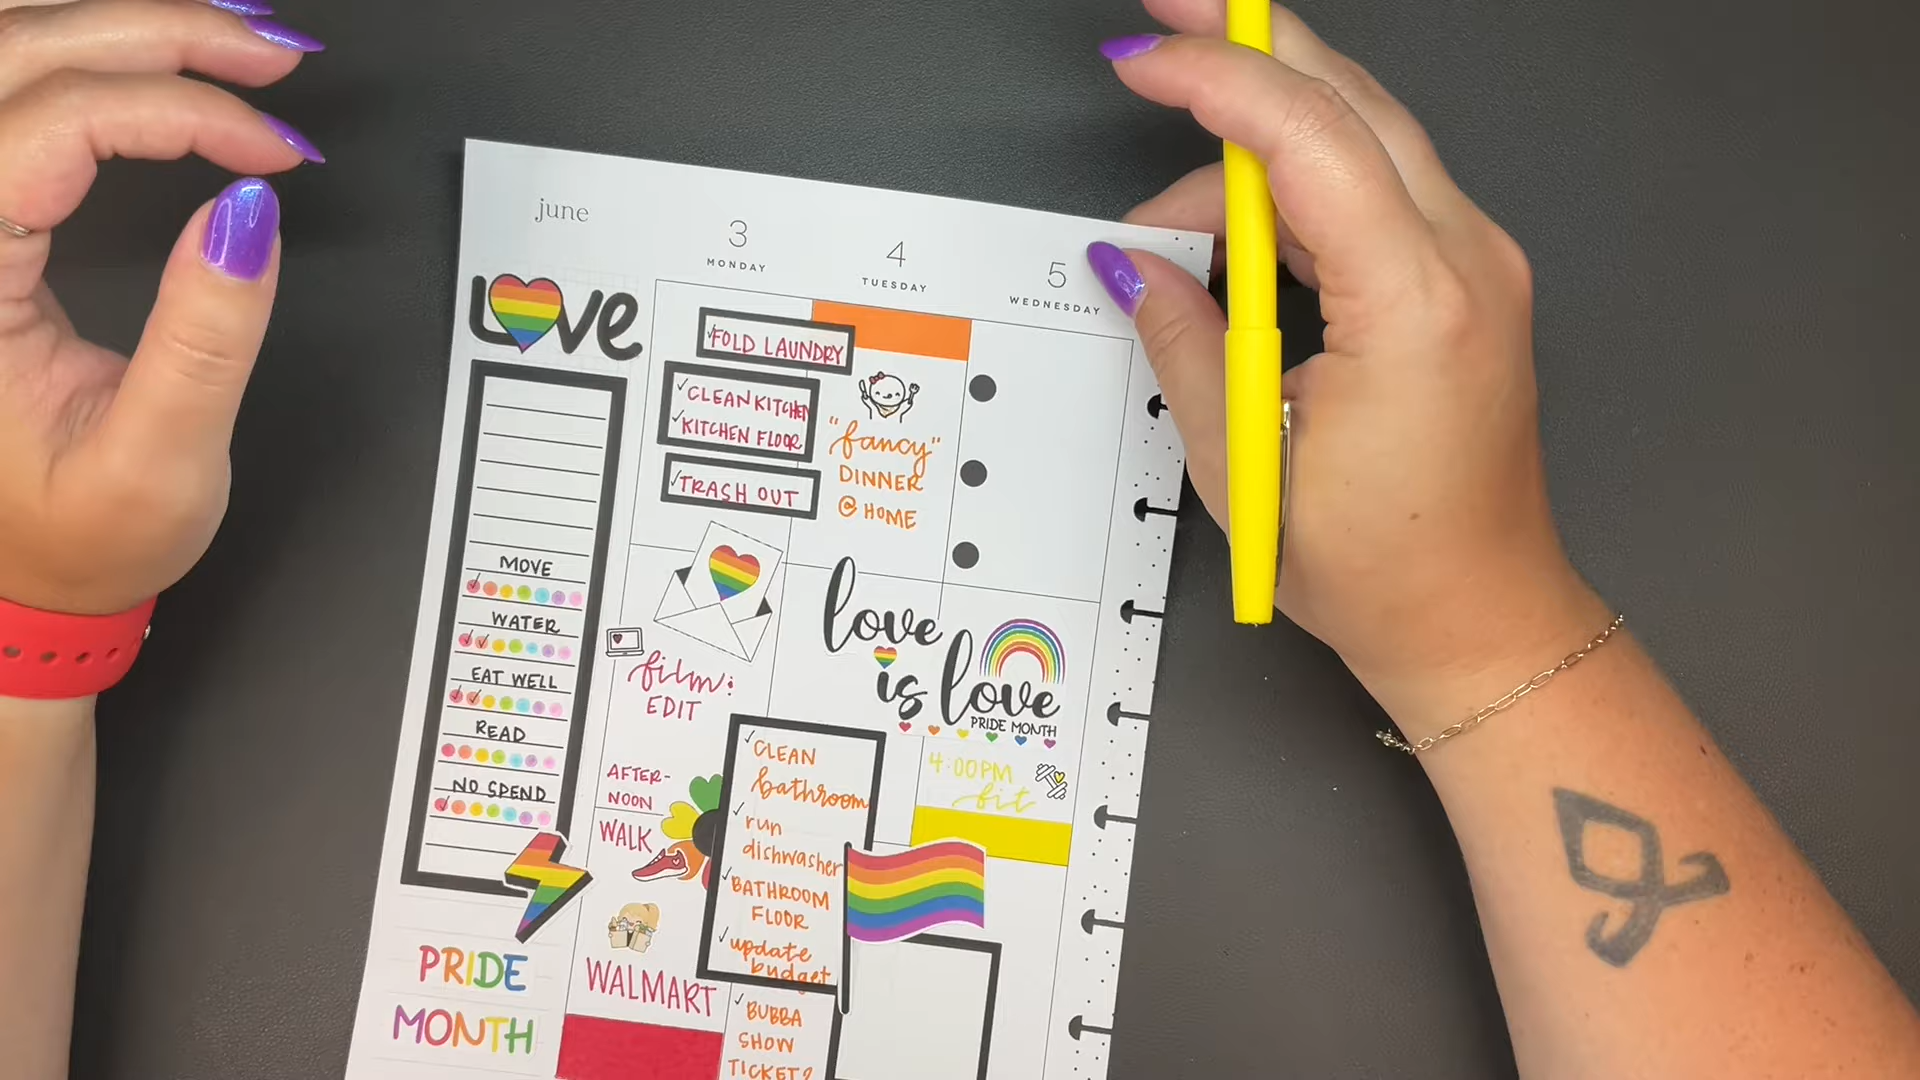 june
3
MONDAY
4
TUESDAY
5
WEDNESDAY
LOVE
MOVE
WATER
EAT WELL
READ
NO SPEND
PRIDE
MONTH
✓FOLD LAUNDRY
✓CLEAN KITCHEN
✓KITCHEN FLOOR
✓TRASH OUT
film:
EDIT
AFTER-
NOON
WALK
WALMART
"fancy"
DINNER
@ HOME
love
is love
PRIDE MONTH
✓CLEAN
bathroom
✓run
dishwasher
✓BATHROOM
FLOOR
✓update
budget
✓BUBBA
SHOW
TICKET?
4:00PM
fit